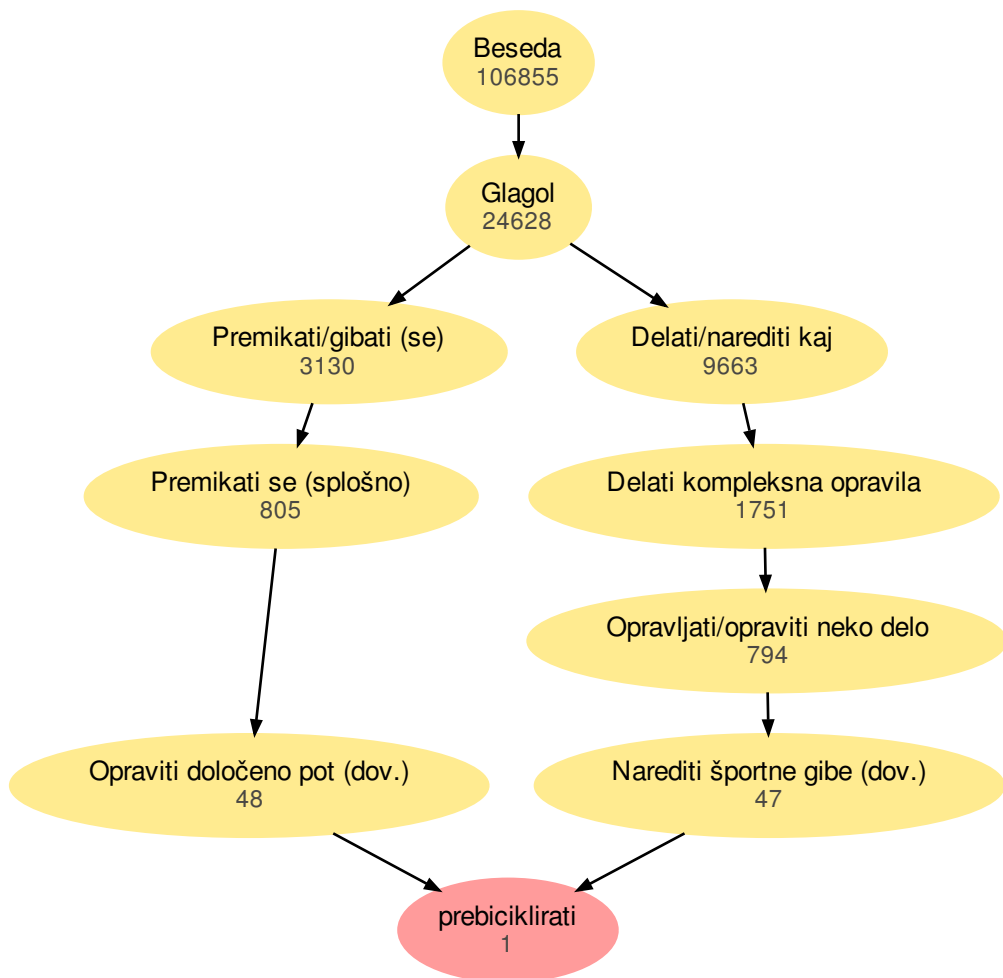 Beseda
106855
Glagol
24628
Premikati/gibati (se)
3130
Delati/narediti kaj
9663
Premikati se (splošno)
805
Delati kompleksna opravila
1751
Opravljati/opraviti neko delo
794
Opraviti določeno pot (dov.)
48
Narediti športne gibe (dov.)
47
prebiciklirati
1